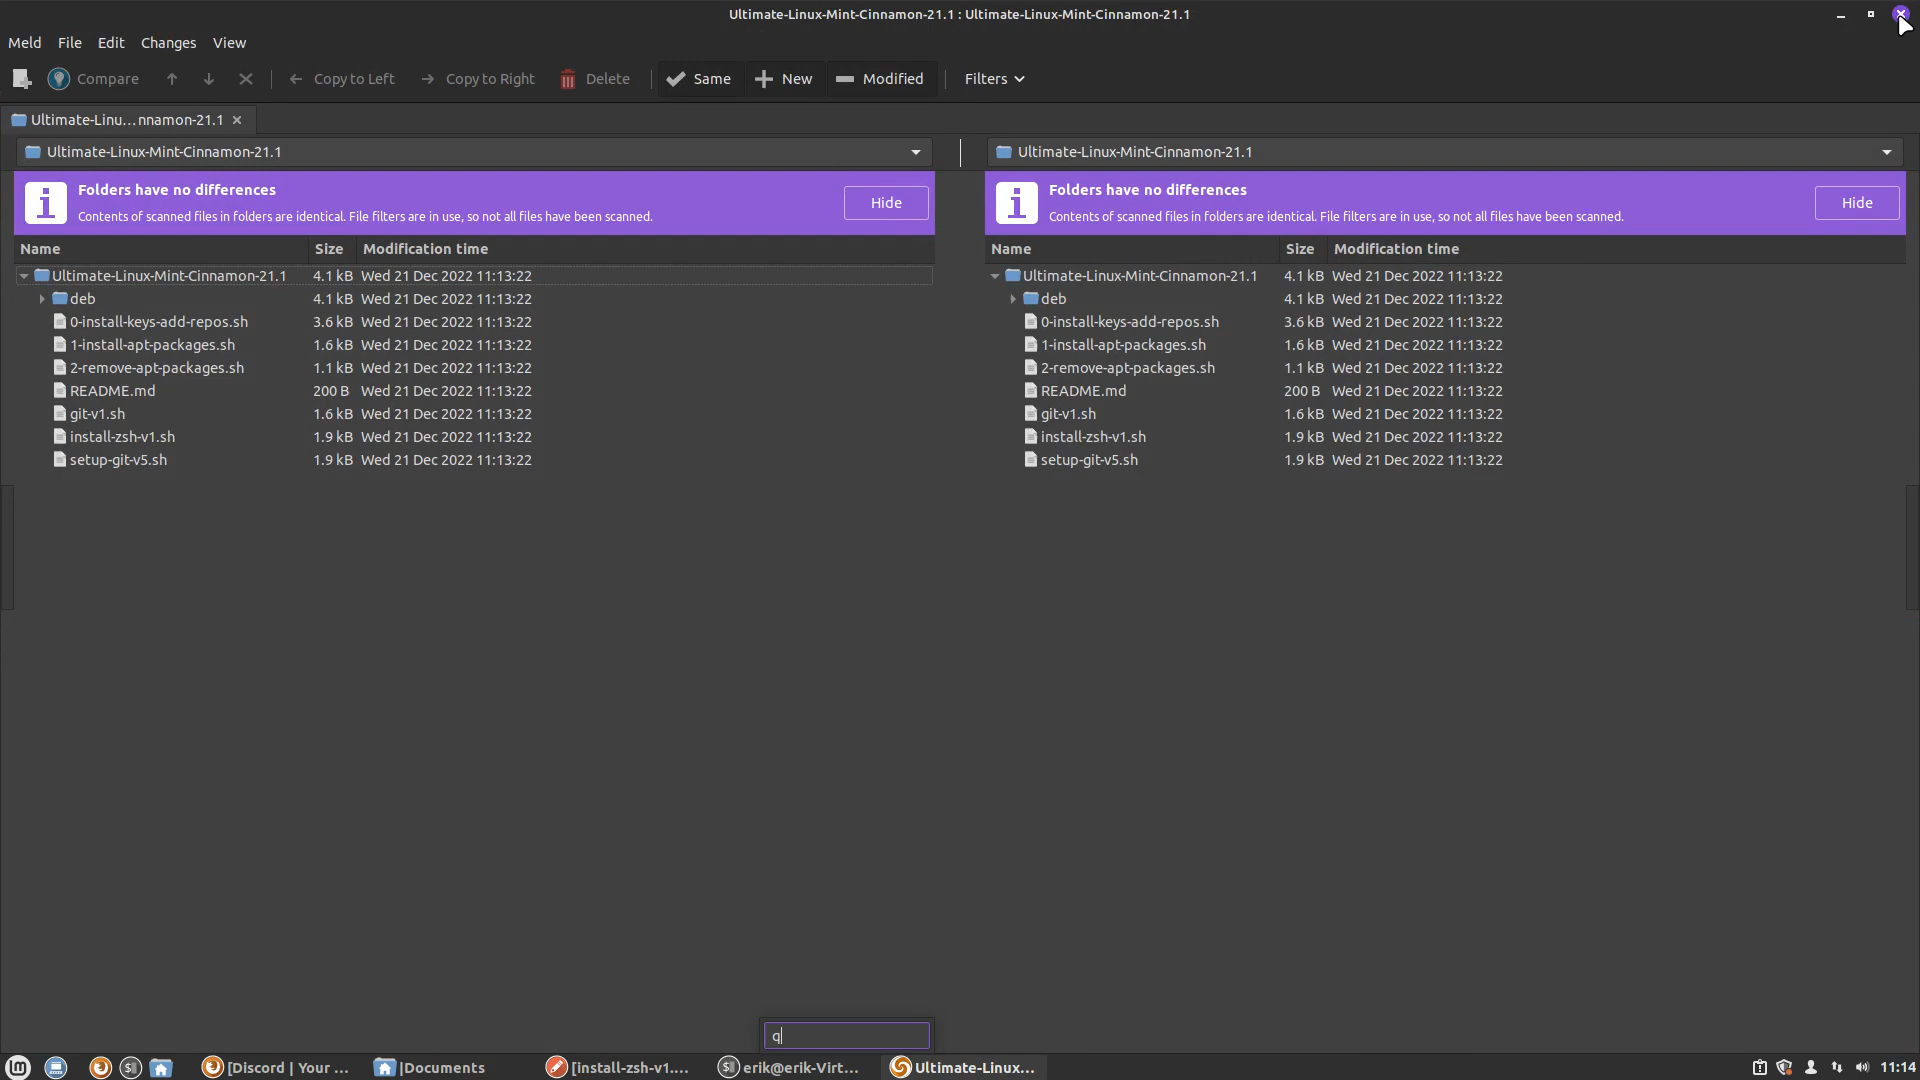 Ultimate-Linux-Mint-Cinnamon-21.1 : Ultimate-Linux-Mint-Cinnamon-21.1
Meld File Edit Changes View
Compare Copy to Left Copy to Right Delete Same New Modified Filters
Ultimate-Linu…nnamon-21.1
Ultimate-Linux-Mint-Cinnamon-21.1
Folders have no differences
Contents of scanned files in folders are identical. File filters are in use, so not all files have been scanned.
Hide
Name Size Modification time
Ultimate-Linux-Mint-Cinnamon-21.1 4.1 kB Wed 21 Dec 2022 11:13:22
deb 4.1 kB Wed 21 Dec 2022 11:13:22
0-install-keys-add-repos.sh 3.6 kB Wed 21 Dec 2022 11:13:22
1-install-apt-packages.sh 1.6 kB Wed 21 Dec 2022 11:13:22
2-remove-apt-packages.sh 1.1 kB Wed 21 Dec 2022 11:13:22
README.md 200 B Wed 21 Dec 2022 11:13:22
git-v1.sh 1.6 kB Wed 21 Dec 2022 11:13:22
install-zsh-v1.sh 1.9 kB Wed 21 Dec 2022 11:13:22
setup-git-v5.sh 1.9 kB Wed 21 Dec 2022 11:13:22
Ultimate-Linux-Mint-Cinnamon-21.1
Folders have no differences
Contents of scanned files in folders are identical. File filters are in use, so not all files have been scanned.
Hide
Name Size Modification time
Ultimate-Linux-Mint-Cinnamon-21.1 4.1 kB Wed 21 Dec 2022 11:13:22
deb 4.1 kB Wed 21 Dec 2022 11:13:22
0-install-keys-add-repos.sh 3.6 kB Wed 21 Dec 2022 11:13:22
1-install-apt-packages.sh 1.6 kB Wed 21 Dec 2022 11:13:22
2-remove-apt-packages.sh 1.1 kB Wed 21 Dec 2022 11:13:22
README.md 200 B Wed 21 Dec 2022 11:13:22
git-v1.sh 1.6 kB Wed 21 Dec 2022 11:13:22
install-zsh-v1.sh 1.9 kB Wed 21 Dec 2022 11:13:22
setup-git-v5.sh 1.9 kB Wed 21 Dec 2022 11:13:22
q
[Discord | Your ... |Documents [install-zsh-v1.... erik@erik-Virt... Ultimate-Linux... 11:14